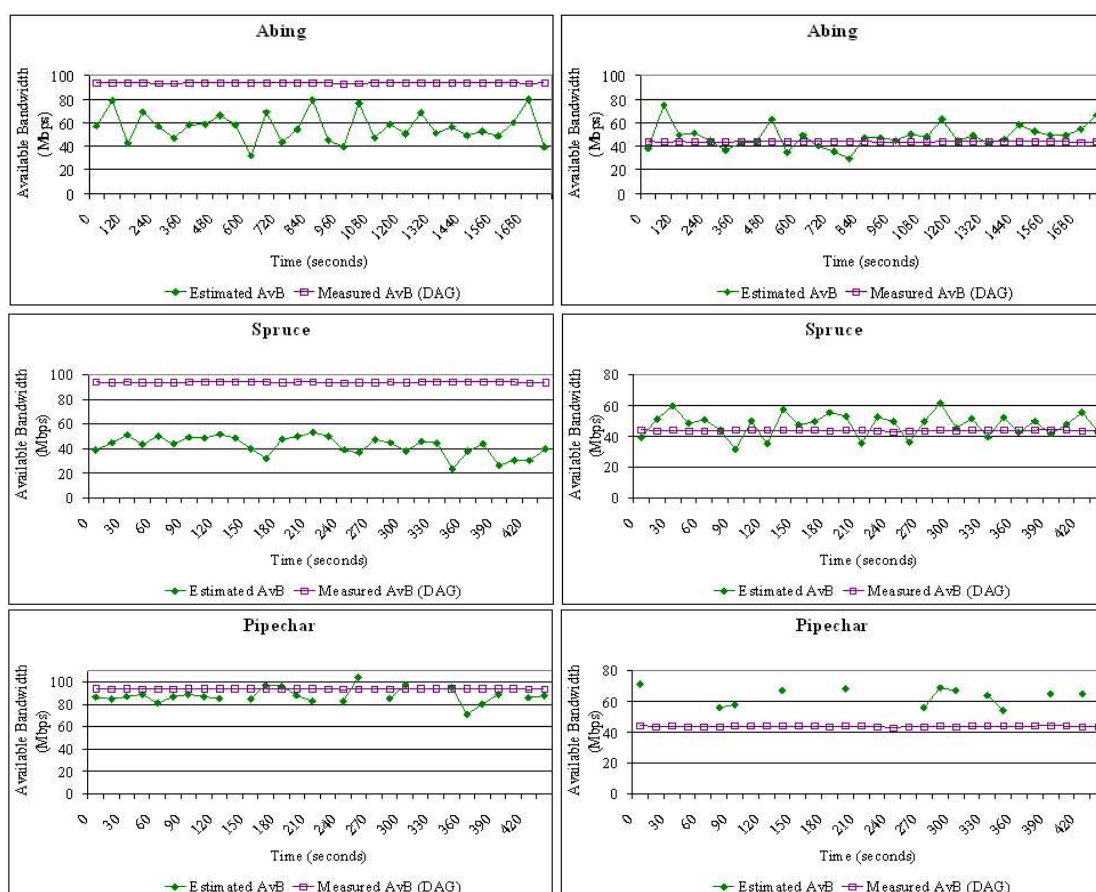 Abing
Available Bandwidth
(Mbps)
100
80
60
40
20
0
0 120 240 360 480 600 720 840 960 1080 1200 1320 1440 1560 1680
Time (seconds)
Estimated AvB Measured AvB (DAG)
Abing
Available Bandwidth
(Mbps)
100
80
60
40
20
0
0 120 240 360 480 600 720 840 960 1080 1200 1320 1440 1560 1680
Time (seconds)
Estimated AvB Measured AvB (DAG)
Spruce
Available Bandwidth
(Mbps)
100
80
60
40
20
0
0 30 60 90 120 150 180 210 240 270 300 330 360 390 420
Time (seconds)
Estimated AvB Measured AvB (DAG)
Spruce
Available Bandwidth
(Mbps)
80
60
40
20
0
0 30 60 90 120 150 180 210 240 270 300 330 360 390 420
Time (seconds)
Estimated AvB Measured AvB (DAG)
Pipechar
Available Bandwidth
(Mbps)
100
80
60
40
20
0
0 30 60 90 120 150 180 210 240 270 300 330 360 390 420
Time (seconds)
Estimated AvB Measured AvB (DAG)
Pipechar
Available Bandwidth
(Mbps)
80
60
40
20
0
0 30 60 90 120 150 180 210 240 270 300 330 360 390 420
Time (seconds)
Estimated AvB Measured AvB (DAG)